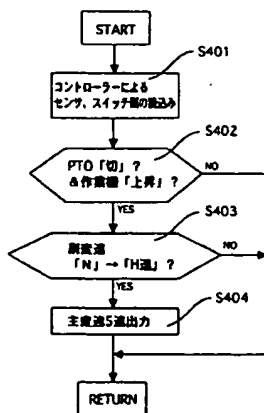 START
S401
コントローラーによる
センサ、スイッチ類の読込み
S402
PTO「切」?
&作業機「上昇」?
NO
YES
S403
副変速
「N」→「H速」?
NO
YES
S404
主変速5速出力
RETURN